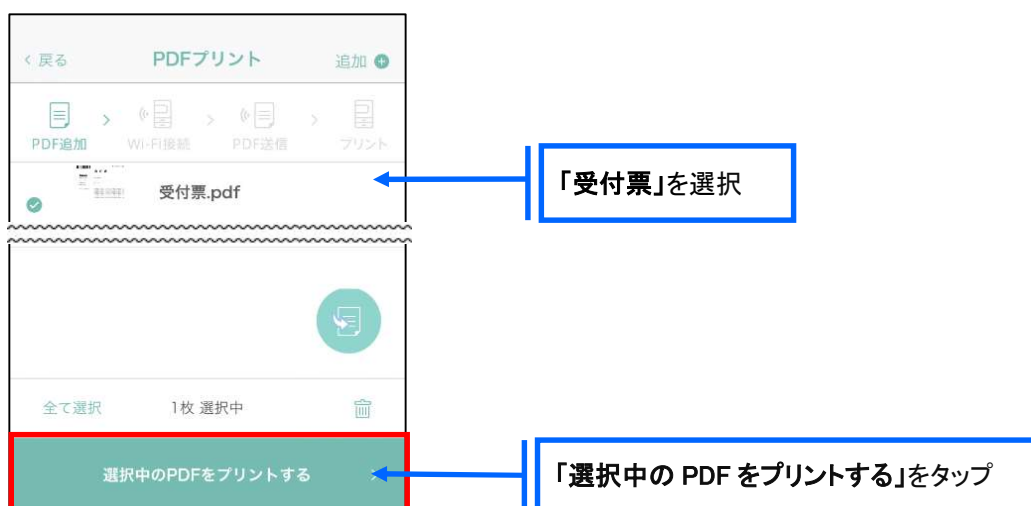 戻る PDFプリント 追加
PDF追加 Wi-Fi接続 PDF送信 プリント
受付票.pdf
「受付票」を選択
全て選択 1枚 選択中
選択中のPDFをプリントする
「選択中の PDF をプリントする」をタップ